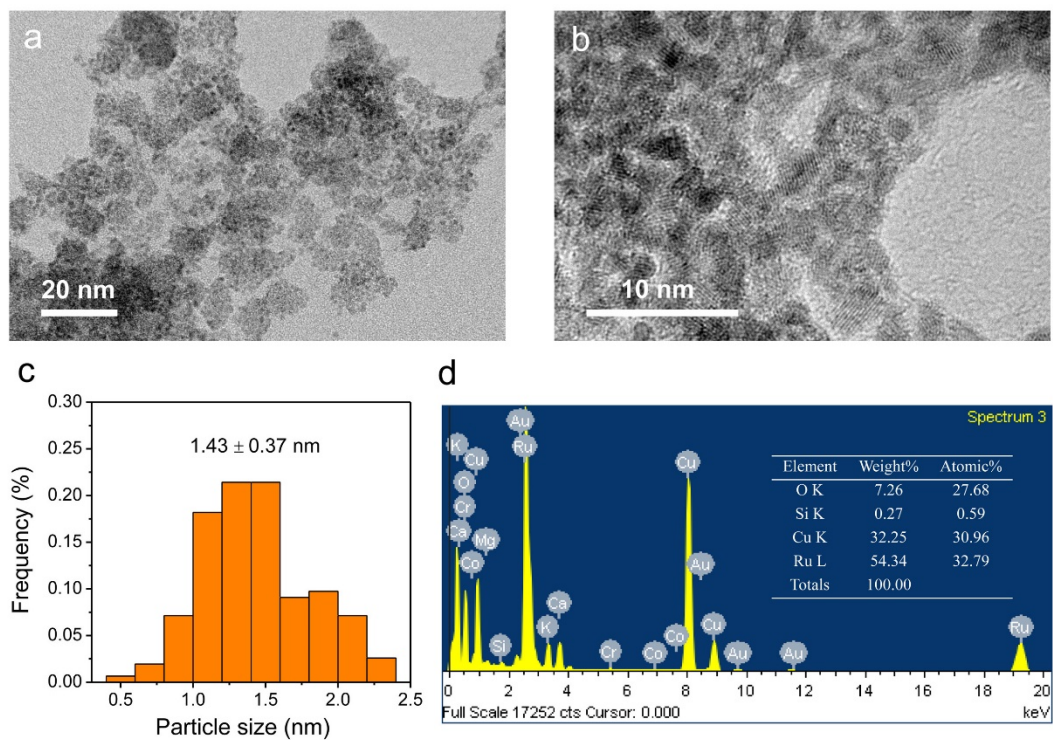 a
20 nm
b
10 nm
c
0.30
0.25
0.20
0.15
0.10
0.05
0.00
Frequency (%)
1.43 ± 0.37 nm
0.5 1.0 1.5 2.0 2.5
Particle size (nm)
d
Spectrum 3
Au
K Ru
Cu Cu
O
Cr
Ca Mg
Co Au
Ca
Si K Cr Co Co Cu Au Au Ru
Element Weight% Atomic%
O K 7.26 27.68
Si K 0.27 0.59
Cu K 32.25 30.96
Ru L 54.34 32.79
Totals 100.00
0 2 4 6 8 10 12 14 16 18 20
Full Scale 17252 cts Cursor: 0.000 keV